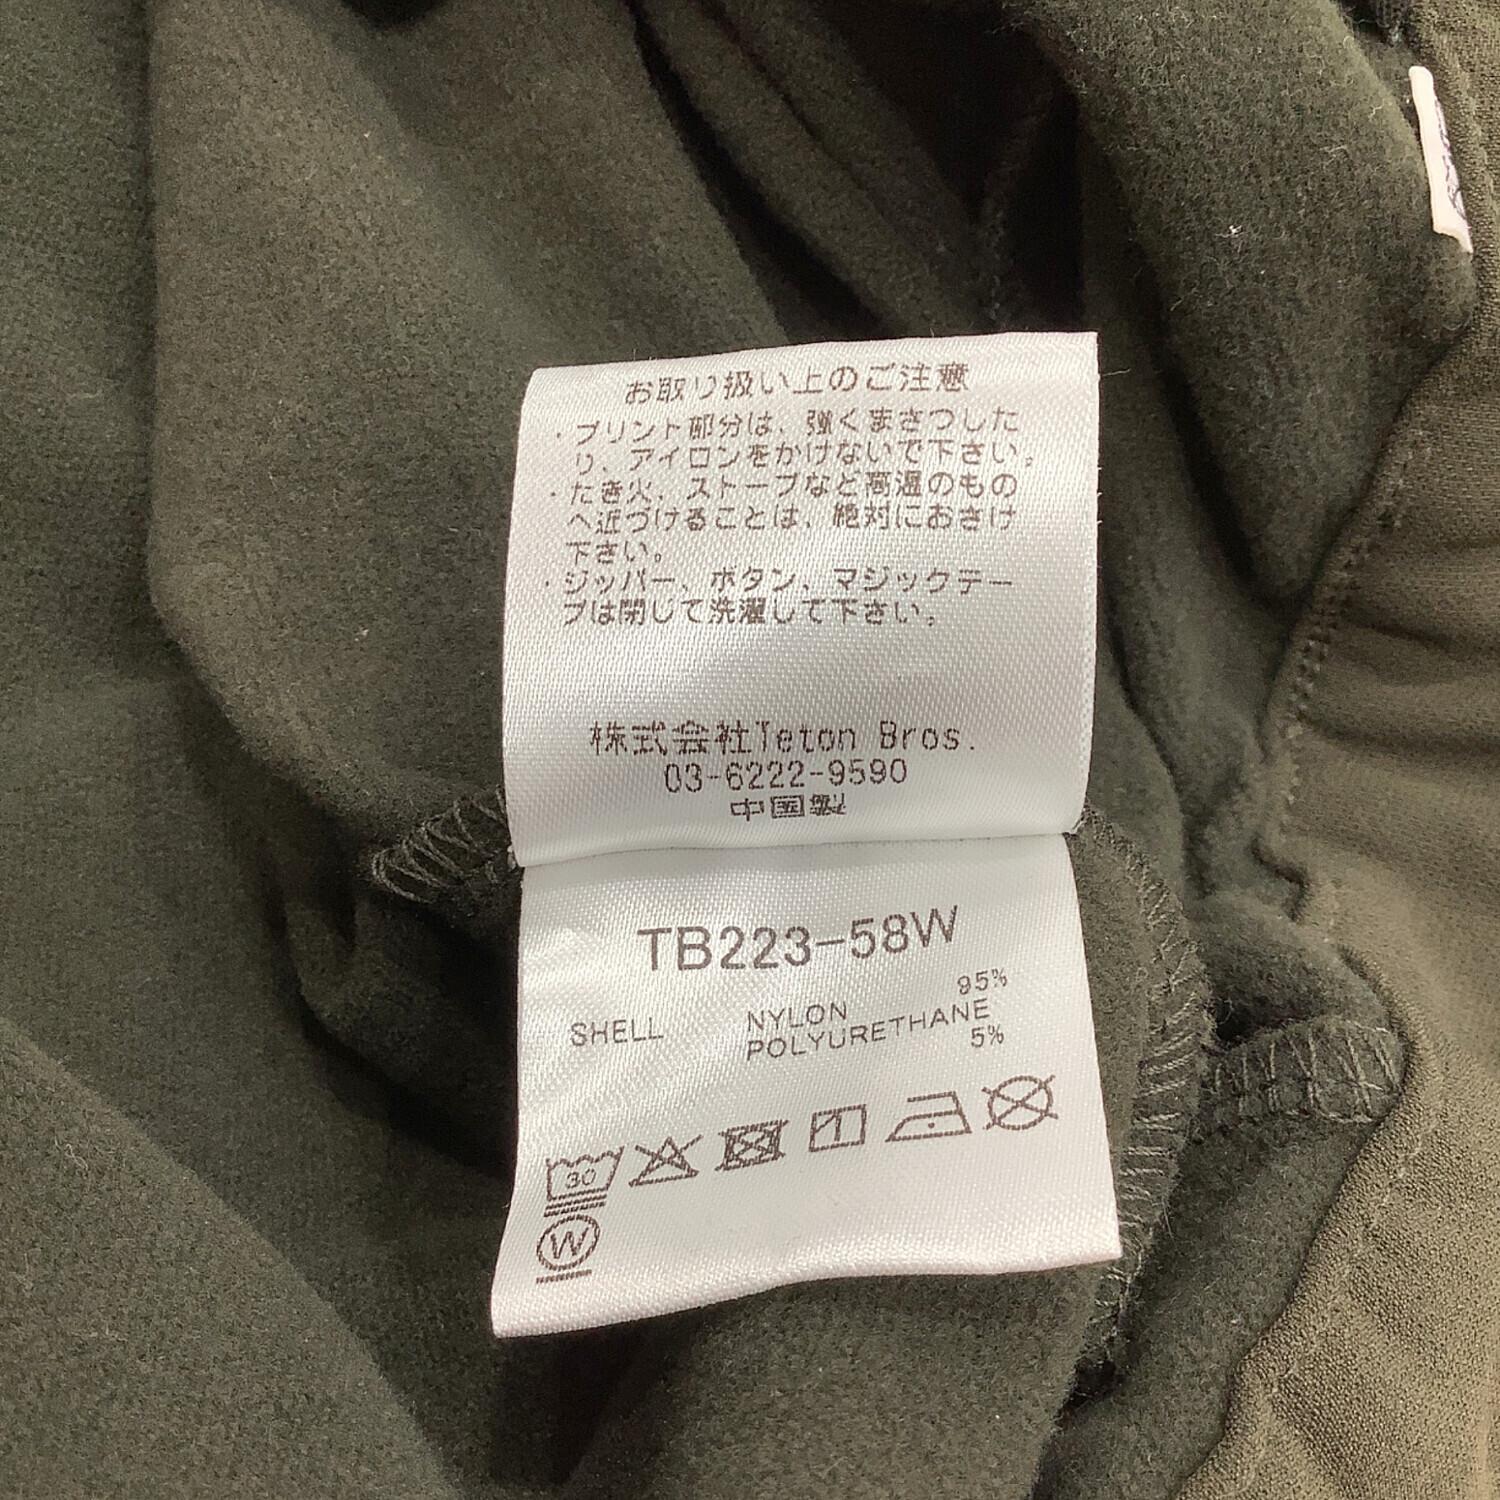 お取り扱い上のご注意
・プリント部分は、強くまさつした
り、アイロンをかけないで下さい。
・たき火、ストーブなど高温のもの
へ近づけることは、絶対におさけ
下さい。
・ジッパー、ボタン、マジックテー
プは閉じて洗濯して下さい。
株式会社Teton Bros.
03-6222-9590
中国製
TB223-58W
SHELL NYLON 95%
POLYURETHANE 5%
30
W